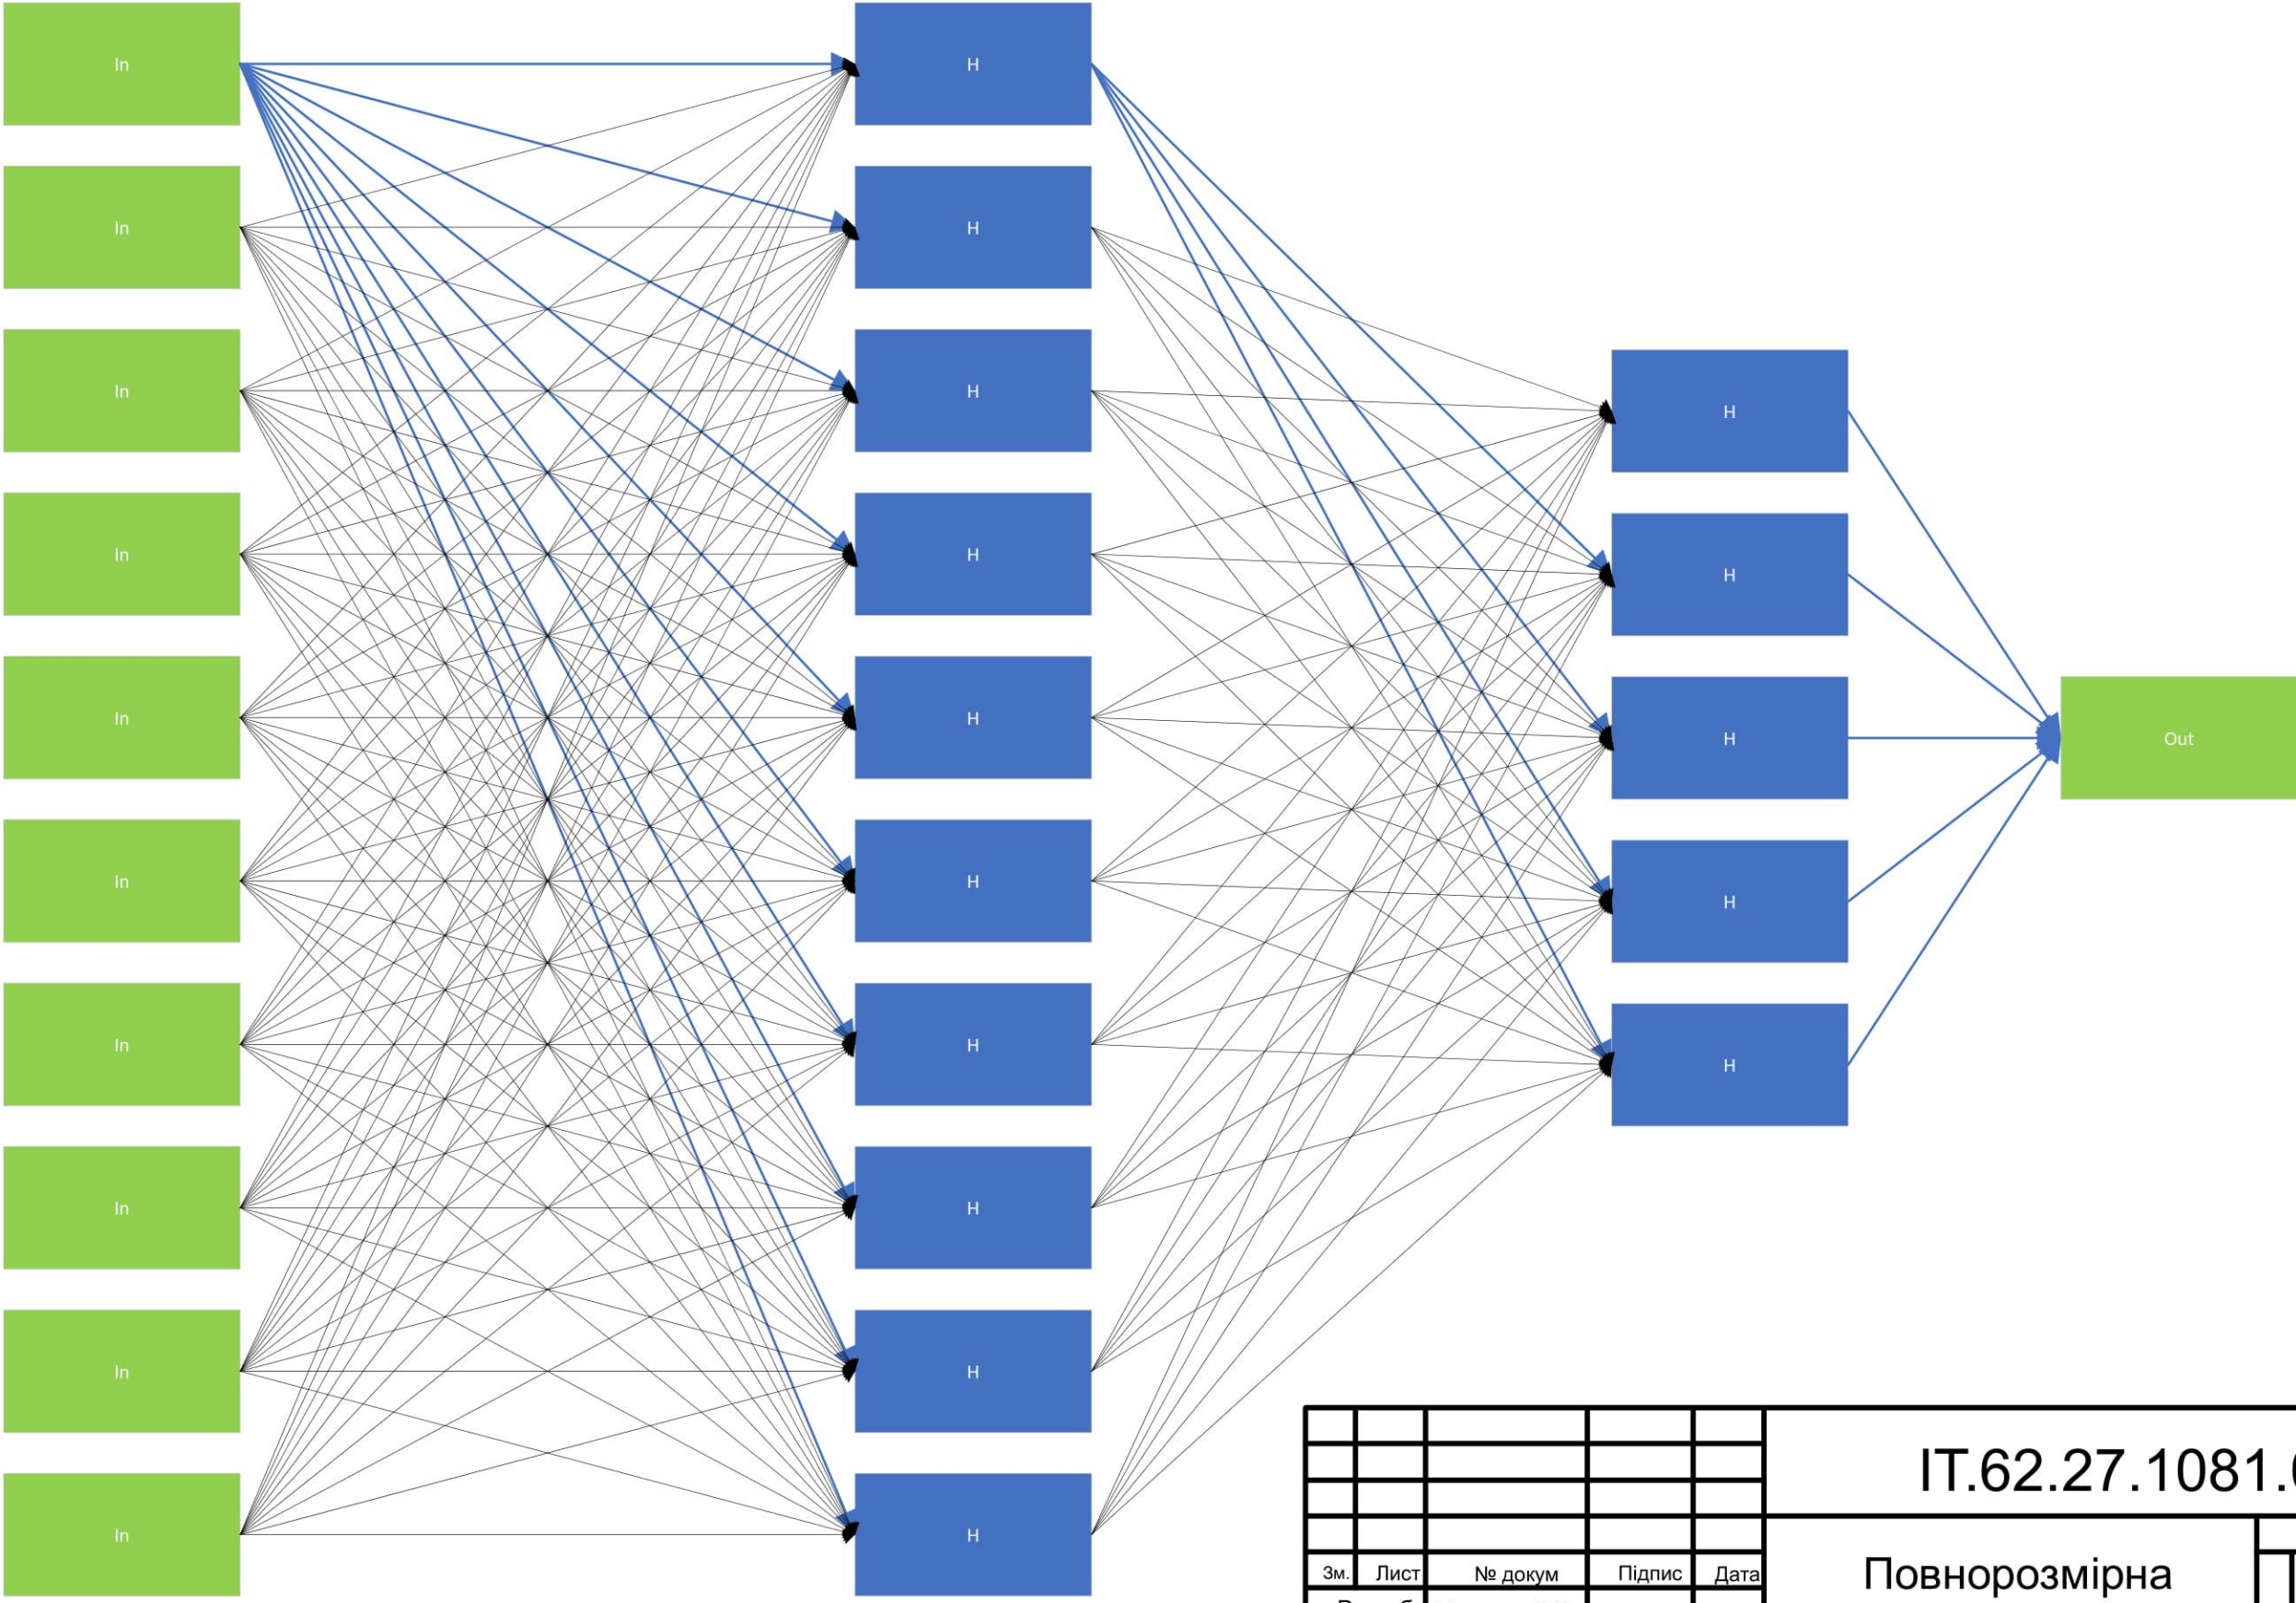 In
H
In
H
In
H
H
In
H
H
In
H
H
Out
In
H
H
In
H
H
In
H
In
H
In
H
IT.62.27.1081.
Зм. Лист № докум Підпис Дата
Повнорозмірна